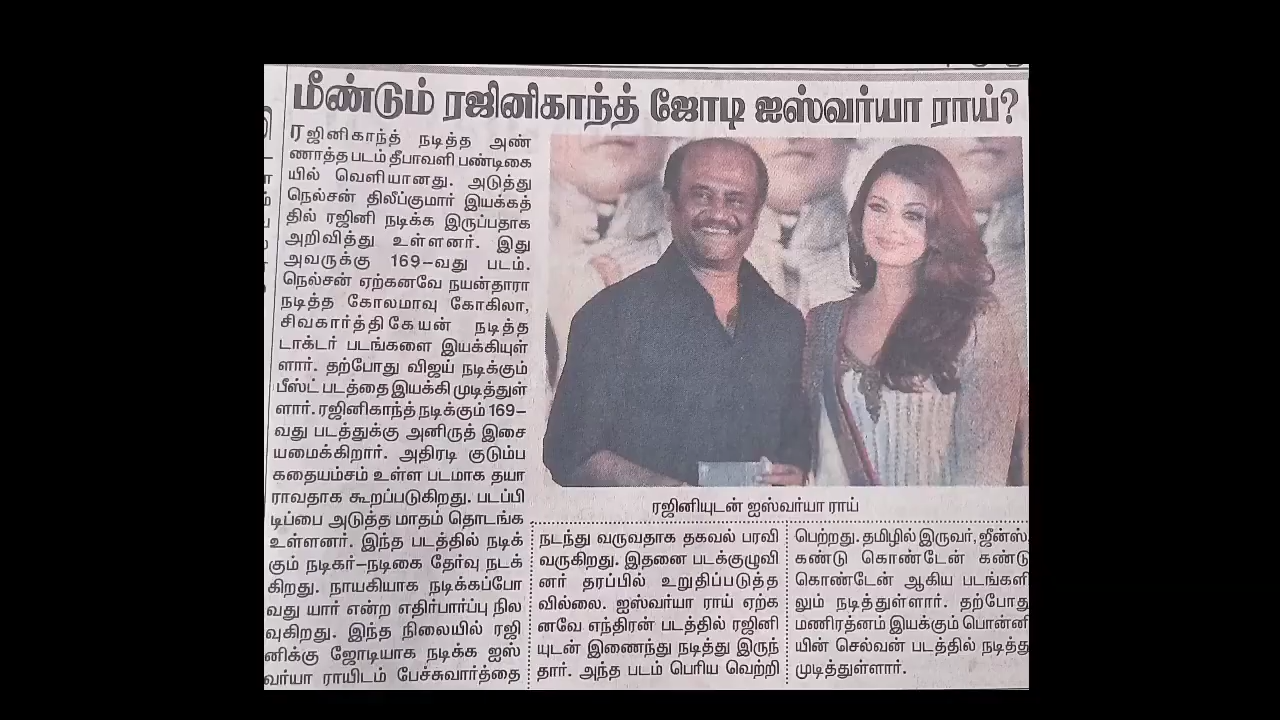 மீண்டும் ரஜினிகாந்த் ஜோடி ஐஸ்வர்யா ராய்?
ரஜினிகாந்த் நடித்த அண்
ணாத்த படம் தீபாவளி பண்டிகை
யில் வெளியானது. அடுத்து
நெல்சன் திலீப்குமார் இயக்கத்
தில் ரஜினி நடிக்க இருப்பதாக
அறிவித்து உள்ளனர். இது
அவருக்கு 169–வது படம்.
நெல்சன் ஏற்கனவே நயன்தாரா
நடித்த கோலமாவு கோகிலா,
சிவகார்த்திகேயன் நடித்த
டாக்டர் படங்களை இயக்கியுள்
ளார். தற்போது விஜய் நடிக்கும்
பீஸ்ட் படத்தை இயக்கி முடித்துள்
ளார். ரஜினிகாந்த் நடிக்கும் 169–
வது படத்துக்கு அனிருத் இசை
யமைக்கிறார். அதிரடி குடும்ப
கதையம்சம் உள்ள படமாக தயா
ராவதாக கூறப்படுகிறது. படப்பி
டிப்பை அடுத்த மாதம் தொடங்க
உள்ளனர். இந்த படத்தில் நடிக்
கும் நடிகர்–நடிகை தேர்வு நடக்
கிறது. நாயகியாக நடிக்கப்போ
வது யார் என்ற எதிர்பார்ப்பு நில
வுகிறது. இந்த நிலையில் ரஜி
னிக்கு ஜோடியாக நடிக்க ஐஸ்
வர்யா ராயிடம் பேச்சுவார்த்தை
ரஜினியுடன் ஐஸ்வர்யா ராய்
நடந்து வருவதாக தகவல் பரவி
வருகிறது. இதனை படக்குழுவி
னர் தரப்பில் உறுதிப்படுத்த
வில்லை. ஐஸ்வர்யா ராய் ஏற்க
னவே எந்திரன் படத்தில் ரஜினி
யுடன் இணைந்து நடித்து இருந்
தார். அந்த படம் பெரிய வெற்றி
பெற்றது. தமிழில் இருவர், ஜீன்ஸ்,
கண்டு கொண்டேன் கண்டு
கொண்டேன் ஆகிய படங்களி
லும் நடித்துள்ளார். தற்போது
மணிரத்னம் இயக்கும் பொன்னி
யின் செல்வன் படத்தில் நடித்து
முடித்துள்ளார்.